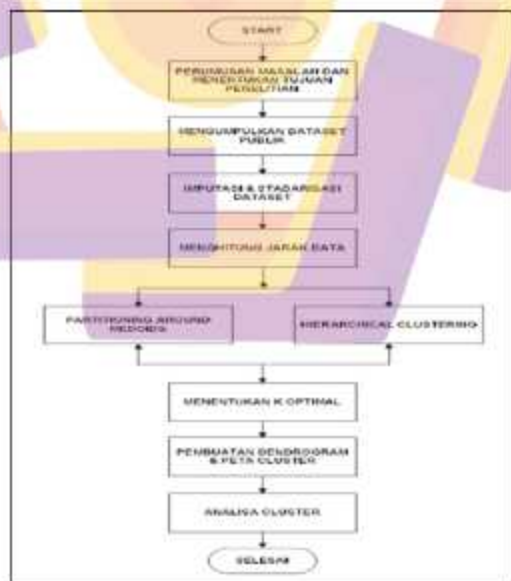 START
PERUMUSAN MASALAH DAN
MENENTUKAN TUJUAN
PENELITIAN
MENGUMPULKAN DATASET
PUBLIK
IMPUTASI & STADARISASI
DATASET
MENGHITUNG JARAK DATA
PARTITIONING AROUND
MEDOIDS
HIERARCHICAL CLUSTERING
MENENTUKAN K OPTIMAL
PEMBUATAN DENDROGRAM
& PETA CLUSTER
ANALISA CLUSTER
SELESAI